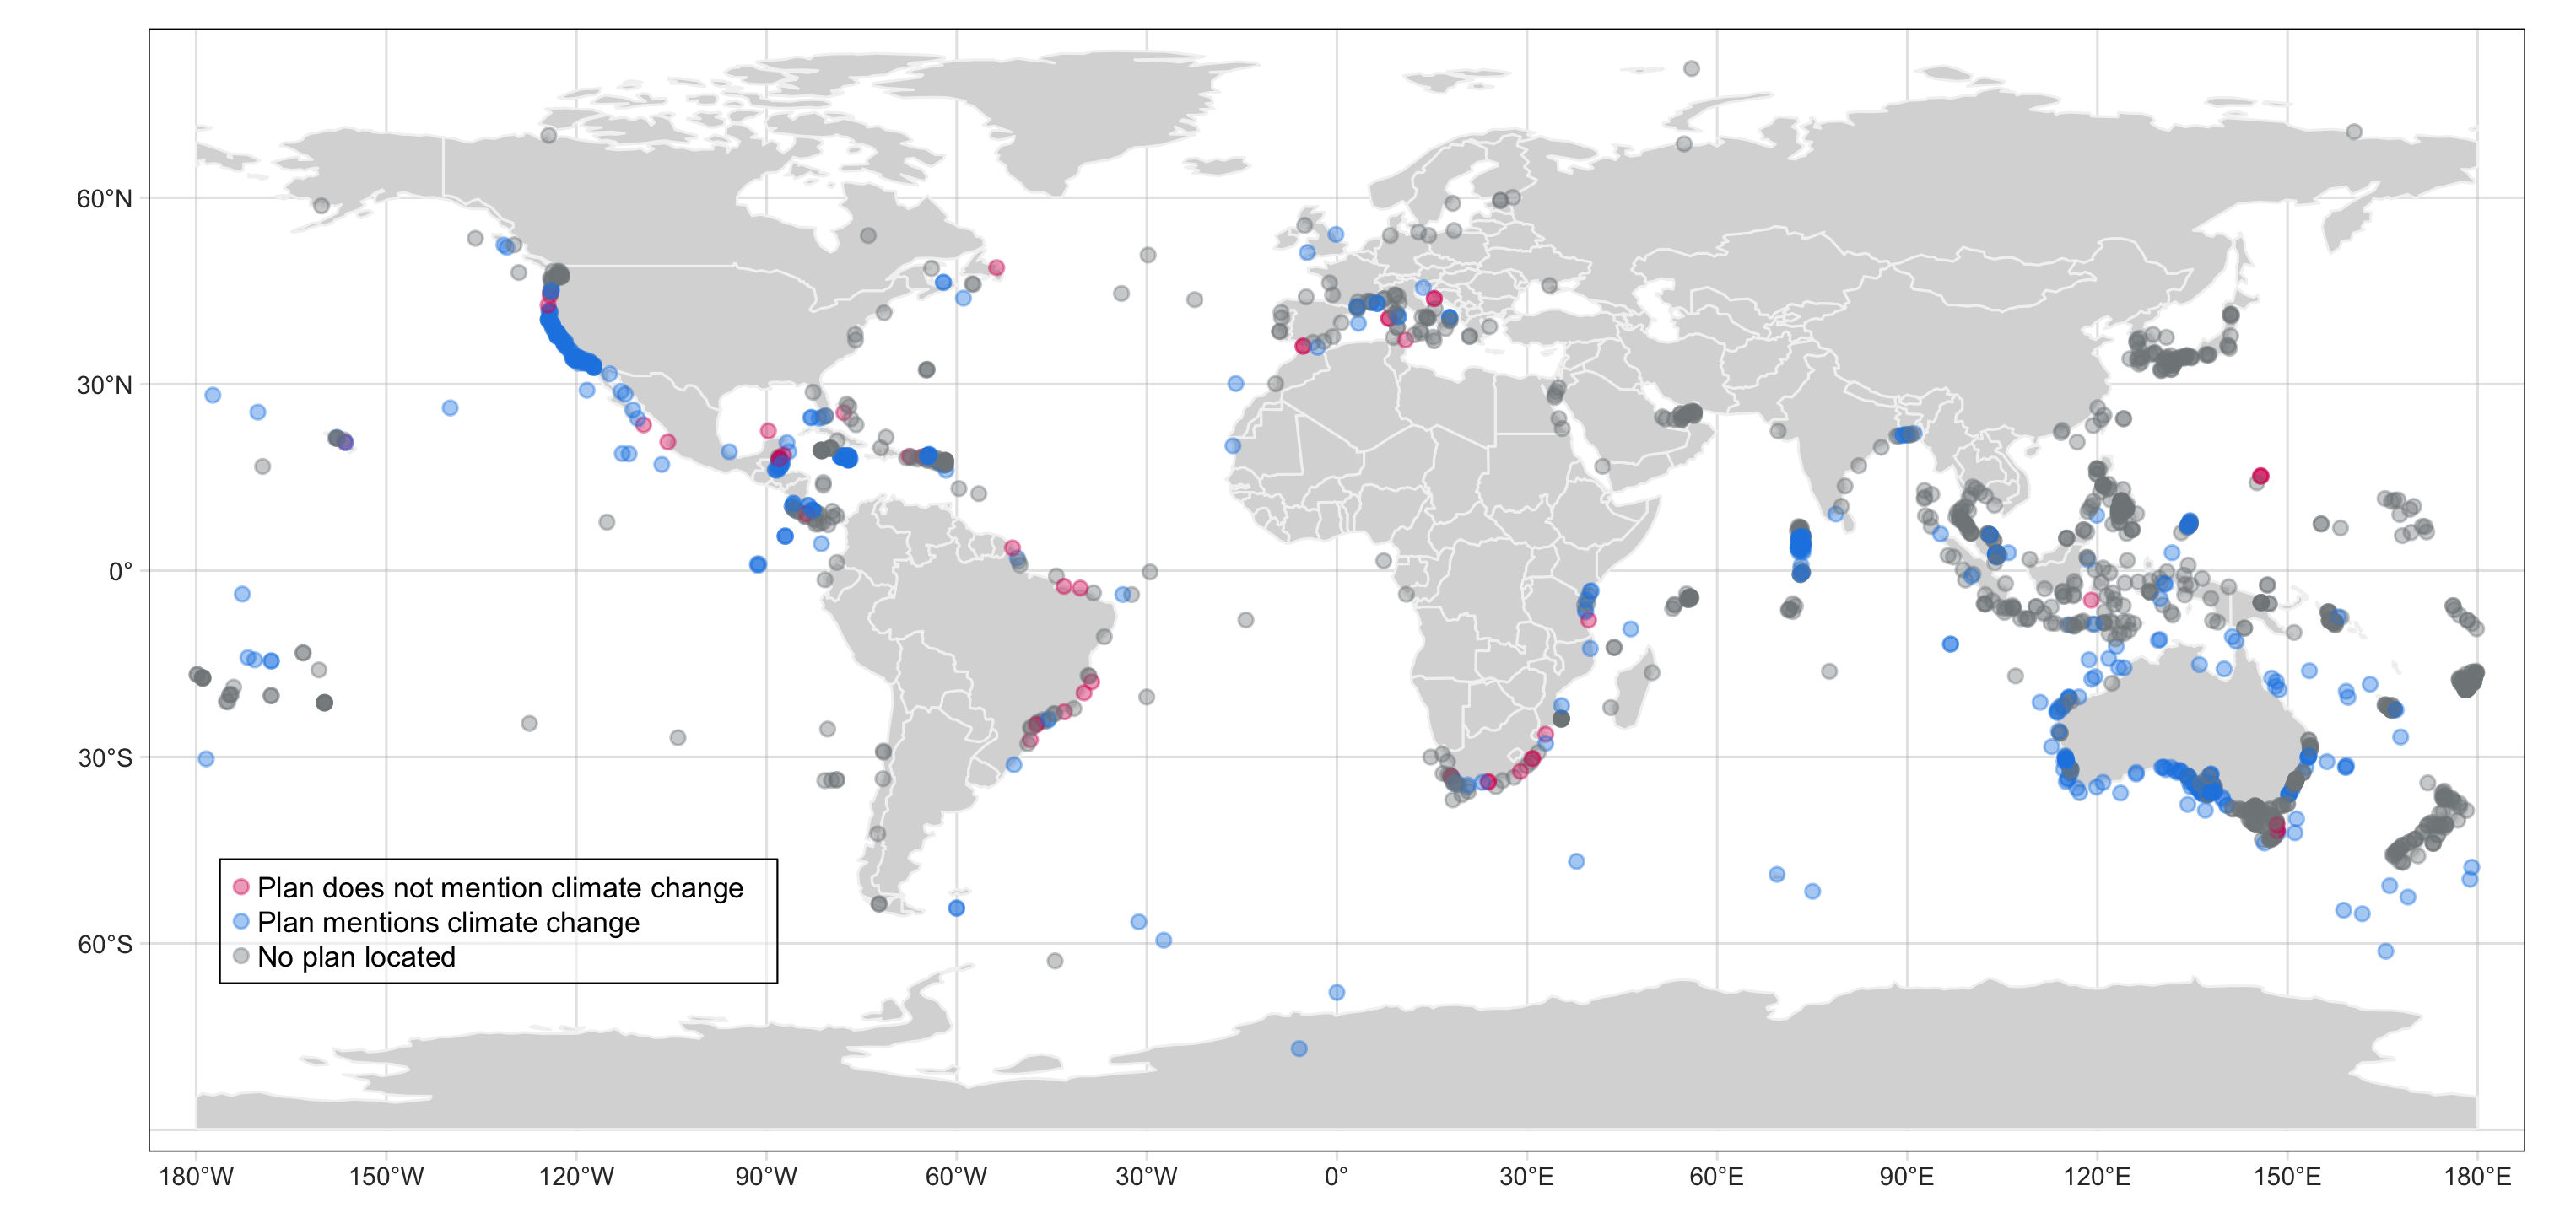 60°N
30°N
0°
30°S
60°S
Plan does not mention climate change
Plan mentions climate change
No plan located
180°W 150°W 120°W 90°W 60°W 30°W 0° 30°E 60°E 90°E 120°E 150°E 180°E